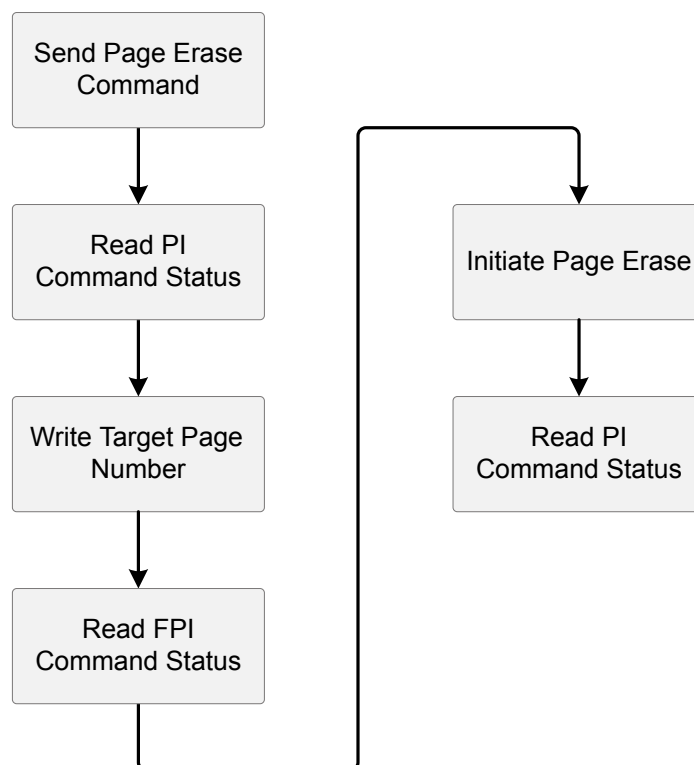 Send Page Erase
Command
Read PI
Command Status
Write Target Page
Number
Read FPI
Command Status
Initiate Page Erase
Read PI
Command Status